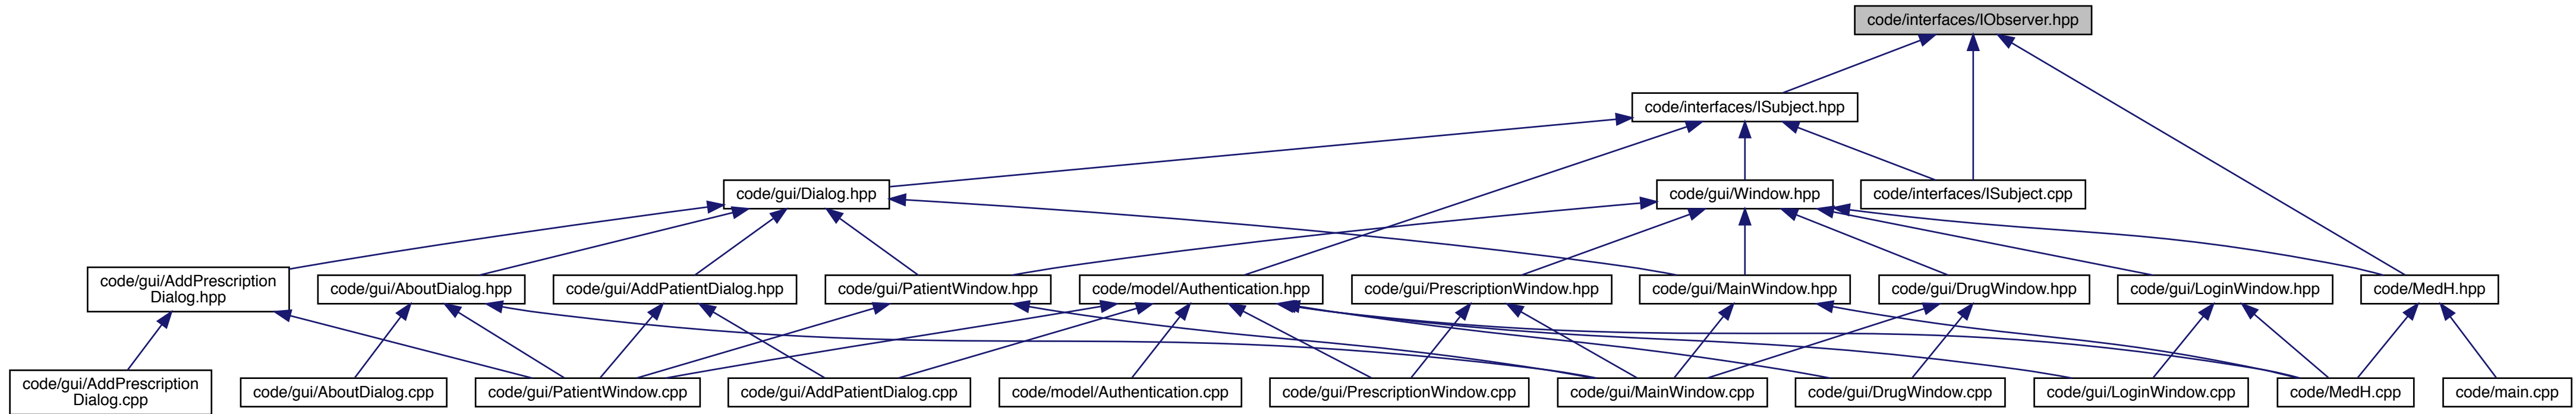 code/interfaces/IObserver.hpp
code/interfaces/ISubject.hpp
code/gui/Dialog.hpp
code/gui/Window.hpp
code/interfaces/ISubject.cpp
code/gui/AddPrescription
Dialog.hpp
code/gui/AboutDialog.hpp
code/gui/AddPatientDialog.hpp
code/gui/PatientWindow.hpp
code/model/Authentication.hpp
code/gui/PrescriptionWindow.hpp
code/gui/MainWindow.hpp
code/gui/DrugWindow.hpp
code/gui/LoginWindow.hpp
code/MedH.hpp
code/gui/AddPrescription
Dialog.cpp
code/gui/AboutDialog.cpp
code/gui/PatientWindow.cpp
code/gui/AddPatientDialog.cpp
code/model/Authentication.cpp
code/gui/PrescriptionWindow.cpp
code/gui/MainWindow.cpp
code/gui/DrugWindow.cpp
code/gui/LoginWindow.cpp
code/MedH.cpp
code/main.cpp